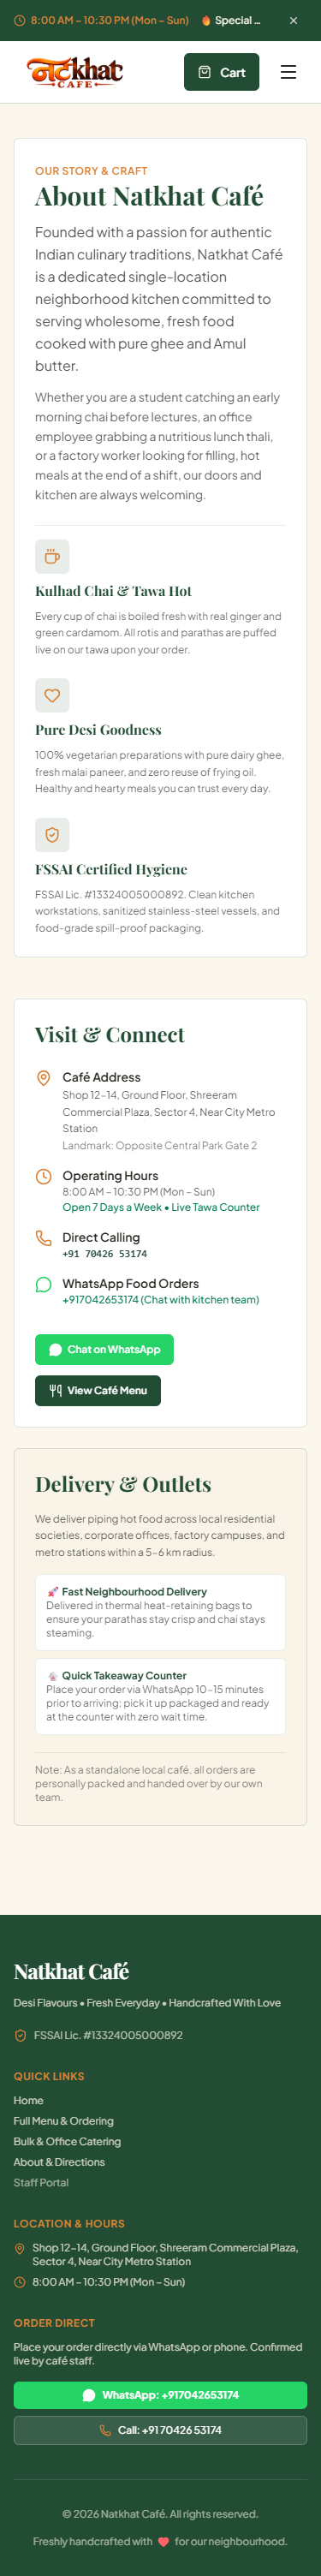 8:00 AM – 10:30 PM (Mon – Sun) 🔥 Special ...
नटkhat
CAFE
Cart
OUR STORY & CRAFT
About Natkhat Café
Founded with a passion for authentic
Indian culinary traditions, Natkhat Café
is a dedicated single-location
neighborhood kitchen committed to
serving wholesome, fresh food
cooked with pure ghee and Amul
butter.
Whether you are a student catching an early
morning chai before lectures, an office
employee grabbing a nutritious lunch thali,
or a metro worker looking for filling, hot
meals at the end of a shift, our doors and
kitchen are always welcoming.
Kulhad Chai & Tawa Hot
Every cup of chai is boiled fresh with real ginger and
green cardamom. All rotis and parathas are puffed
live on our tawa upon your order.
Pure Desi Goodness
100% vegetarian preparations with pure dairy ghee,
fresh malai paneer, and zero reuse of frying oil.
Healthy and hearty meals you can trust every day.
FSSAI Certified Hygiene
FSSAI Lic. #13324005000892. Clean kitchen
workstations, sanitized stainless-steel vessels, and
food-grade spill-proof packaging.
Visit & Connect
Café Address
Shop 12–14, Ground Floor, Shreeram
Commercial Plaza, Sector 4, Near City Metro
Station
Landmark: Opposite Central Park Gate 2
Operating Hours
8:00 AM – 10:30 PM (Mon – Sun)
Open 7 Days a Week • Live Tawa Counter
Direct Calling
+91 70426 53174
WhatsApp Food Orders
+917042653174 (Chat with kitchen team)
Chat on WhatsApp
View Café Menu
Delivery & Outlets
We deliver piping hot food across local residential
societies, corporate offices, factory campuses, and
metro stations within a 5–6 km radius.
🚀 Fast Neighbourhood Delivery
Delivered in thermal heat-retaining bags to
ensure your parathas stay crisp and chai stays
steaming.
Quick Takeaway Counter
Place your order via WhatsApp 10–15 minutes
prior to arriving; pick it up packaged and ready
at the counter with zero wait time.
Note: As a standalone local café, all orders are
personally packed and handed over by our own
team.
Natkhat Café
Desi Flavours • Fresh Everyday • Handcrafted With Love
FSSAI Lic. #13324005000892
QUICK LINKS
Home
Full Menu & Ordering
Bulk & Office Catering
About & Directions
Staff Portal
LOCATION & HOURS
Shop 12–14, Ground Floor, Shreeram Commercial Plaza,
Sector 4, Near City Metro Station
8:00 AM – 10:30 PM (Mon – Sun)
ORDER DIRECT
Place your order directly via WhatsApp or phone. Confirmed
live by café staff.
WhatsApp: +917042653174
Call: +91 70426 53174
© 2026 Natkhat Café. All rights reserved.
Freshly handcrafted with ❤️ for our neighbourhood.